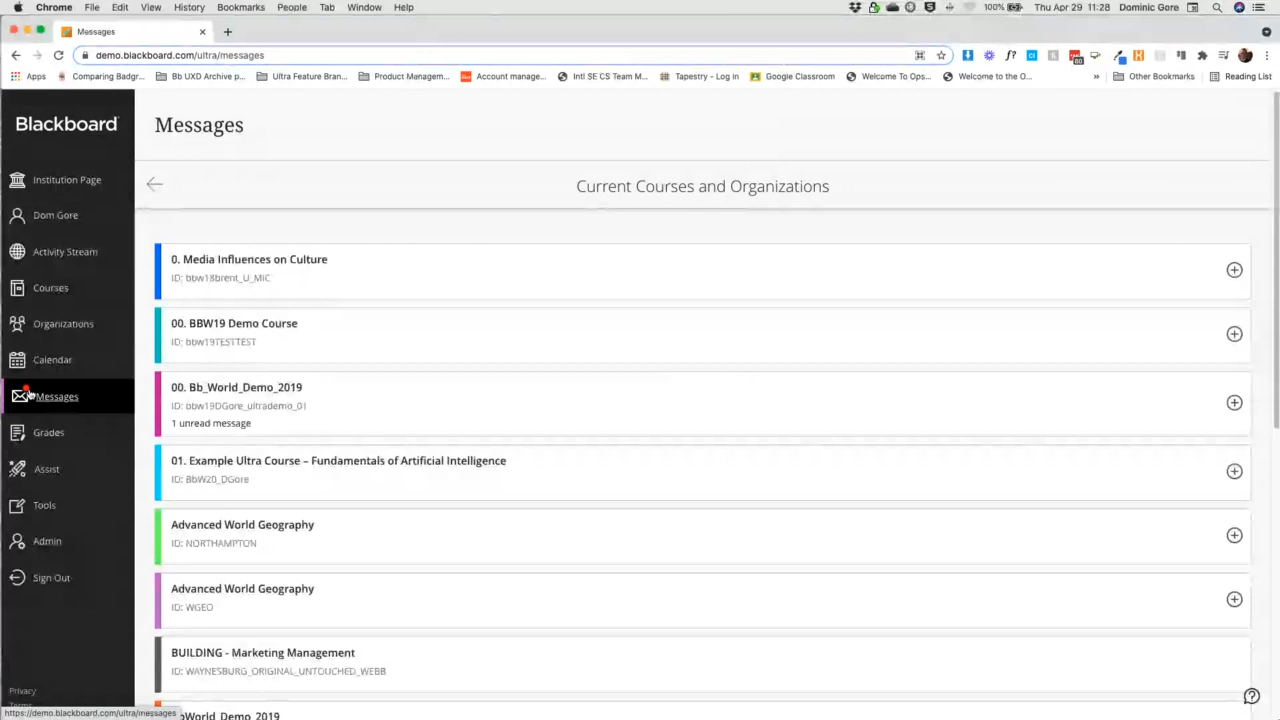 Chrome File Edit View History Bookmarks People Tab Window Help 100% Thu Apr 29 11:28 Dominic Gore
Messages
demo.blackboard.com/ultra/messages
Apps Comparing Badgr... Bb UXD Archive p... Ultra Feature Bran... Product Managem... Account manage... Intl SE CS Team M... Tapestry - Log in Google Classroom Welcome To Ops... Welcome to the O... » Other Bookmarks Reading List
Blackboard
Institution Page
Dom Gore
Activity Stream
Courses
Organizations
Calendar
Messages
Grades
Assist
Tools
Admin
Sign Out
Privacy
Terms
https://demo.blackboard.com/ultra/messages
Messages
Current Courses and Organizations
0. Media Influences on Culture
ID: bbw18brent_U_MIC
00. BBW19 Demo Course
ID: bbw19TESTTEST
00. Bb_World_Demo_2019
ID: bbw19DGore_ultrademo_01
1 unread message
01. Example Ultra Course – Fundamentals of Artificial Intelligence
ID: BbW20_DGore
Advanced World Geography
ID: NORTHAMPTON
Advanced World Geography
ID: WGEO
BUILDING - Marketing Management
ID: WAYNESBURG_ORIGINAL_UNTOUCHED_WEBB
bWorld_Demo_2019